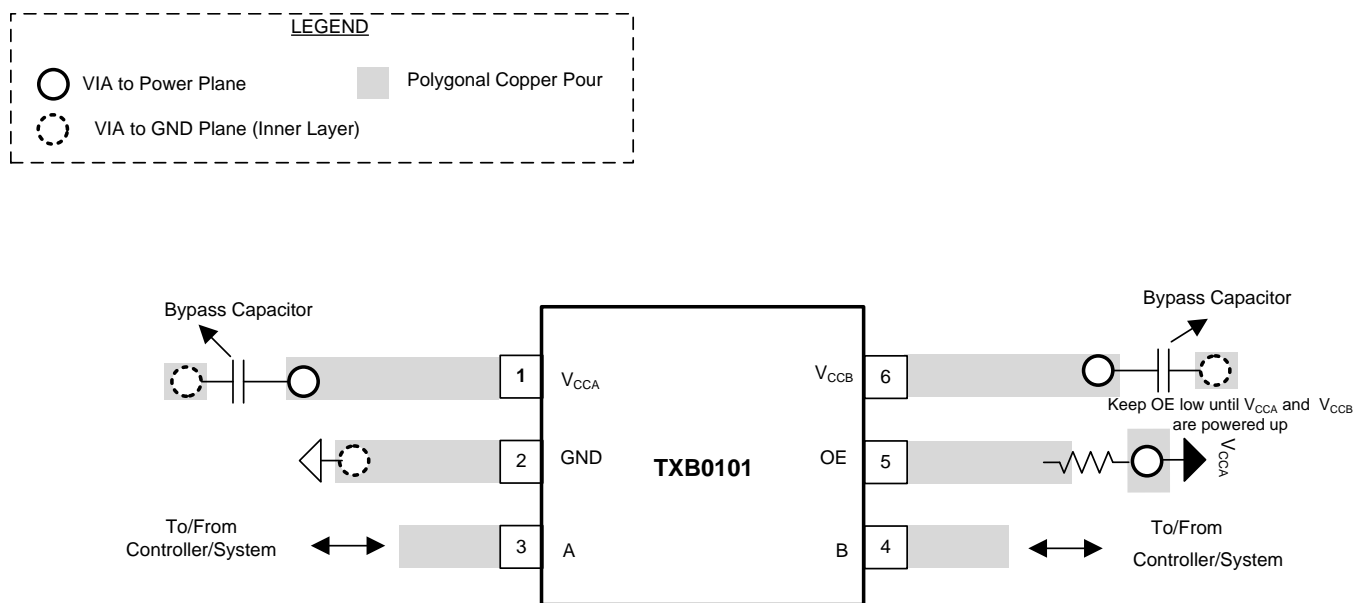 LEGEND
VIA to Power Plane
Polygonal Copper Pour
VIA to GND Plane (Inner Layer)
Bypass Capacitor
Bypass Capacitor
1
VCCA
VCCB
6
Keep OE low until VCCA and VCCB
are powered up
2
GND
TXB0101
OE
5
VCCA
To/From
Controller/System
3
A
B
4
To/From
Controller/System